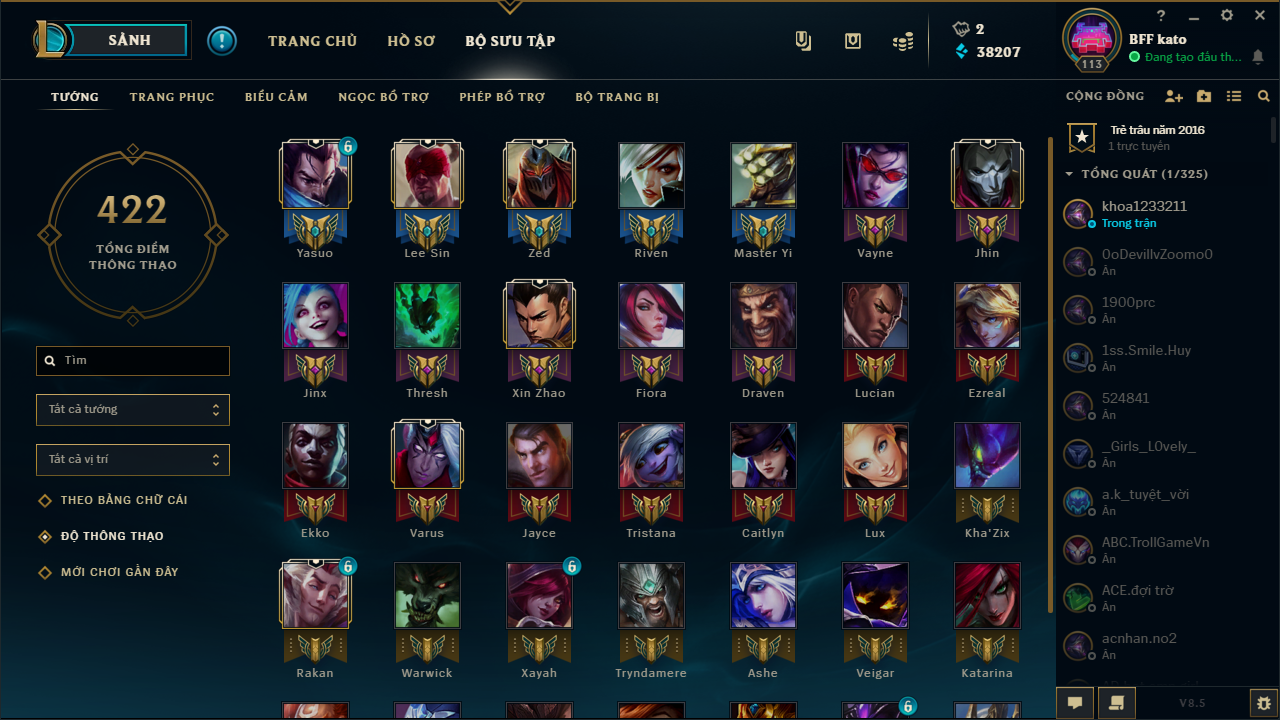 SẢNH
TRANG CHỦ
HỒ SƠ
BỘ SƯU TẬP
2
38207
113
BFF kato
Đang tạo đấu th...
TƯỚNG
TRANG PHỤC
BIỂU CẢM
NGỌC BỔ TRỢ
PHÉP BỔ TRỢ
BỘ TRANG BỊ
CỘNG ĐỒNG
422
TỔNG ĐIỂM
THÔNG THẠO
Tìm
Tất cả tướng
Tất cả vị trí
THEO BẢNG CHỮ CÁI
ĐỘ THÔNG THẠO
MỚI CHƠI GẦN ĐÂY
6
Yasuo
Lee Sin
Zed
Riven
Master Yi
Vayne
Jhin
Jinx
Thresh
Xin Zhao
Fiora
Draven
Lucian
Ezreal
Ekko
Varus
Jayce
Tristana
Caitlyn
Lux
Kha'Zix
6
6
Rakan
Warwick
Xayah
Tryndamere
Ashe
Veigar
Katarina
6
Trẻ trâu năm 2016
1 trực tuyến
TỔNG QUÁT (1/325)
khoa1233211
Trong trận
0oDevillvZoomo0
Ẩn
1900prc
Ẩn
1ss.Smile.Huy
Ẩn
524841
Ẩn
_Girls_L0vely_
Ẩn
a.k_tuyệt_vời
Ẩn
ABC.TrollGameVn
Ẩn
ACE.đợi trờ
Ẩn
acnhan.no2
Ẩn
V8.5